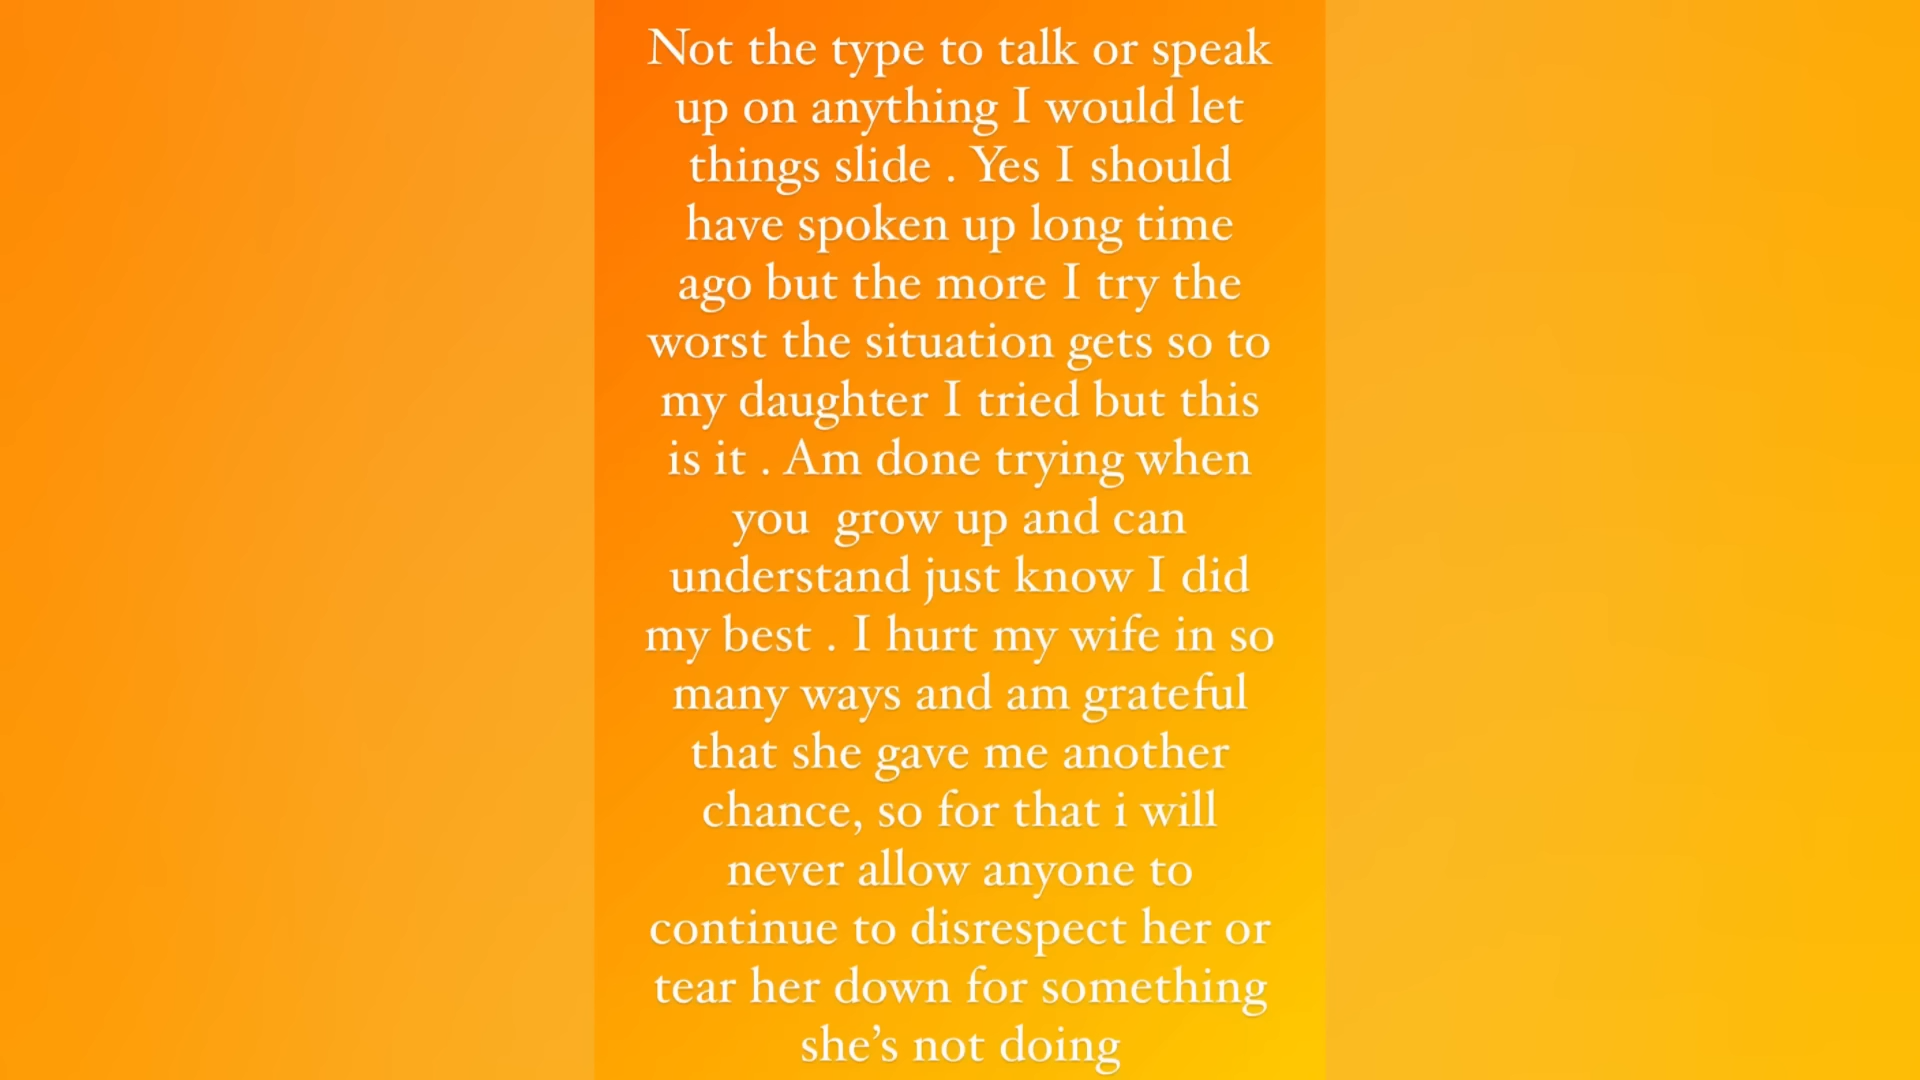 Not the type to talk or speak
up on anything I would let
things slide . Yes I should
have spoken up long time
ago but the more I try the
worst the situation gets so to
my daughter I tried but this
is it . Am done trying when
you  grow up and can
understand just know I did
my best . I hurt my wife in so
many ways and am grateful
that she gave me another
chance, so for that i will
never allow anyone to
continue to disrespect her or
tear her down for something
she’s not doing